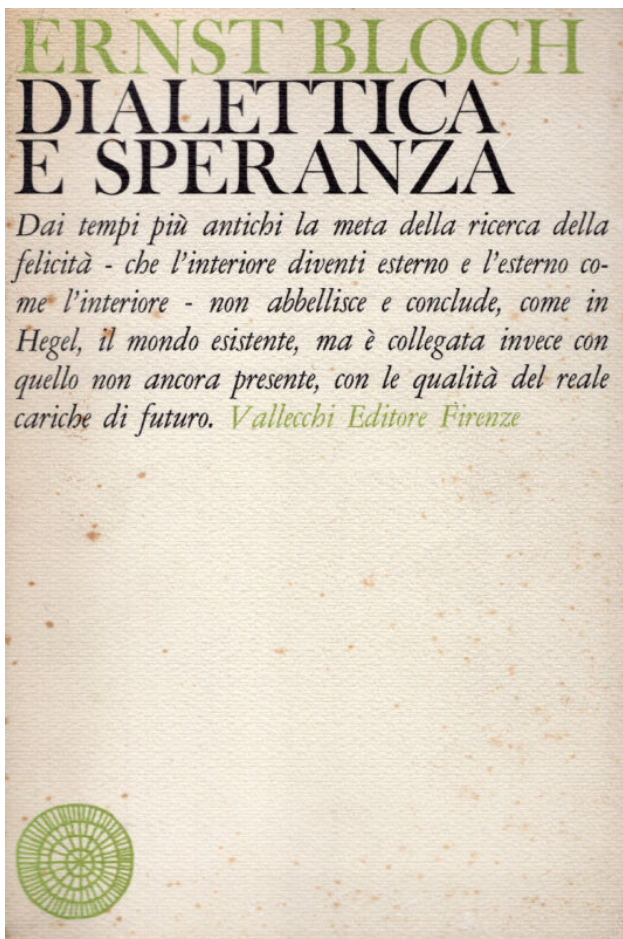 ERNST BLOCH
DIALETTICA
E SPERANZA
Dai tempi più antichi la meta della ricerca della
felicità - che l'interiore diventi esterno e l'esterno co-
me l'interiore - non abbellisce e conclude, come in
Hegel, il mondo esistente, ma è collegata invece con
quello non ancora presente, con le qualità del reale
cariche di futuro. Vallecchi Editore Firenze